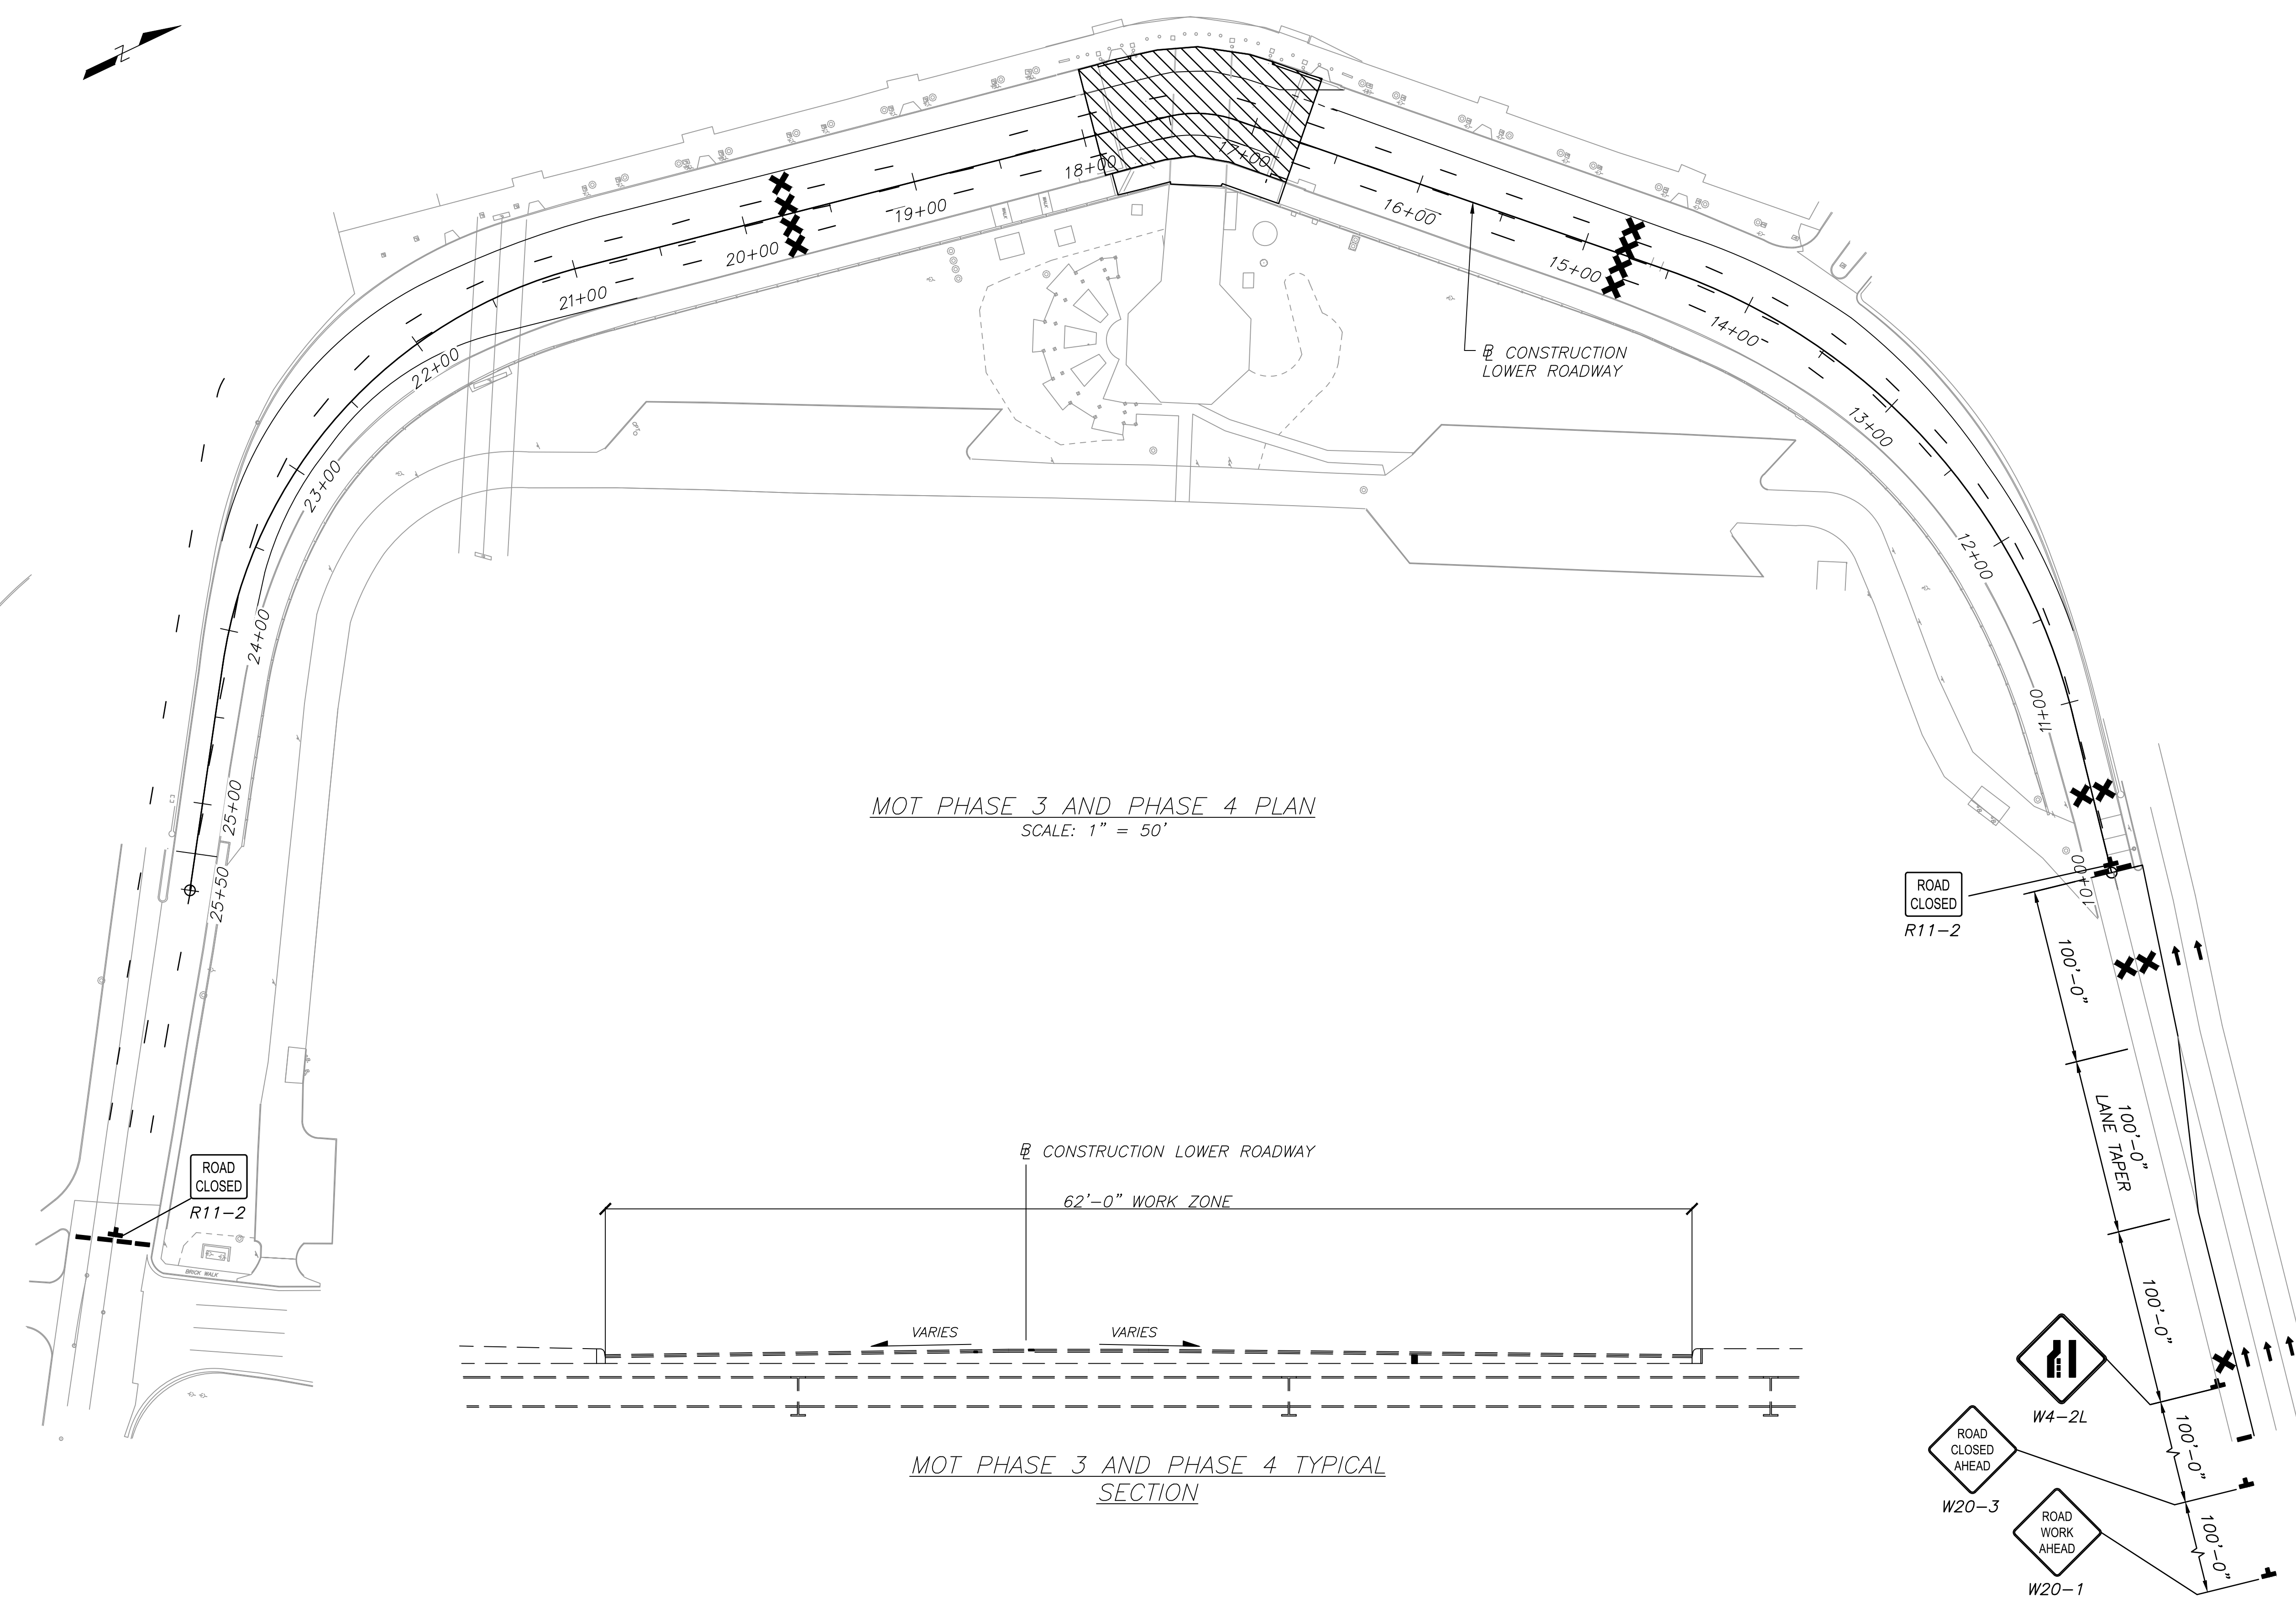 N
18+00
17+00
19+00
16+00
20+00
15+00
21+00
14+00
WALK
WALK
22+00
13+00
℄ CONSTRUCTION
LOWER ROADWAY
23+00
12+00
24+00
11+00
25+00
MOT PHASE 3 AND PHASE 4 PLAN
SCALE: 1" = 50'
25+50
10+00
ROAD
CLOSED
R11-2
100'-0"
100'-0"
LANE TAPER
℄ CONSTRUCTION LOWER ROADWAY
ROAD
CLOSED
R11-2
62'-0" WORK ZONE
BRICK WALK
100'-0"
VARIES
VARIES
W4-2L
100'-0"
ROAD
CLOSED
AHEAD
W20-3
MOT PHASE 3 AND PHASE 4 TYPICAL
SECTION
100'-0"
ROAD
WORK
AHEAD
W20-1